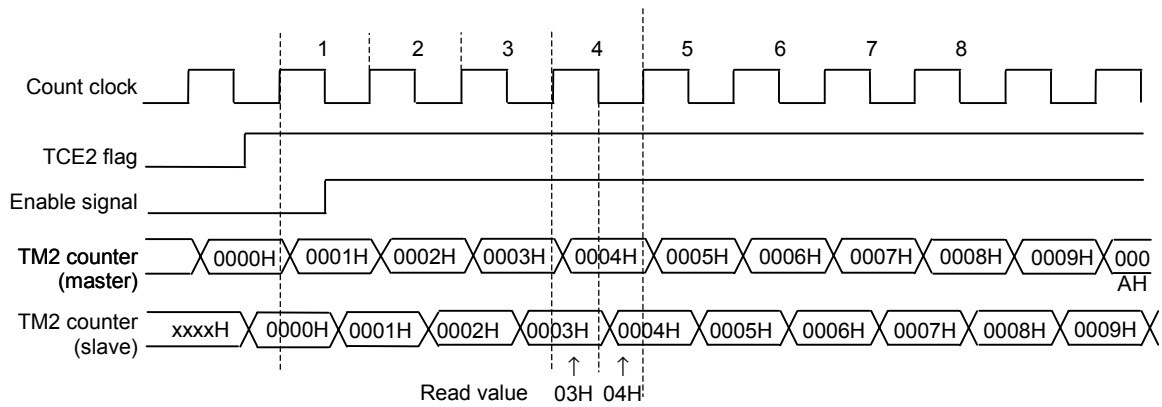 1 2 3 4 5 6 7 8
Count clock
TCE2 flag
Enable signal
TM2 counter
(master)
0000H 0001H 0002H 0003H 0004H 0005H 0006H 0007H 0008H 0009H 000
AH
TM2 counter
(slave)
xxxxH 0000H 0001H 0002H 0003H 0004H 0005H 0006H 0007H 0008H 0009H
↑ ↑
Read value 03H 04H